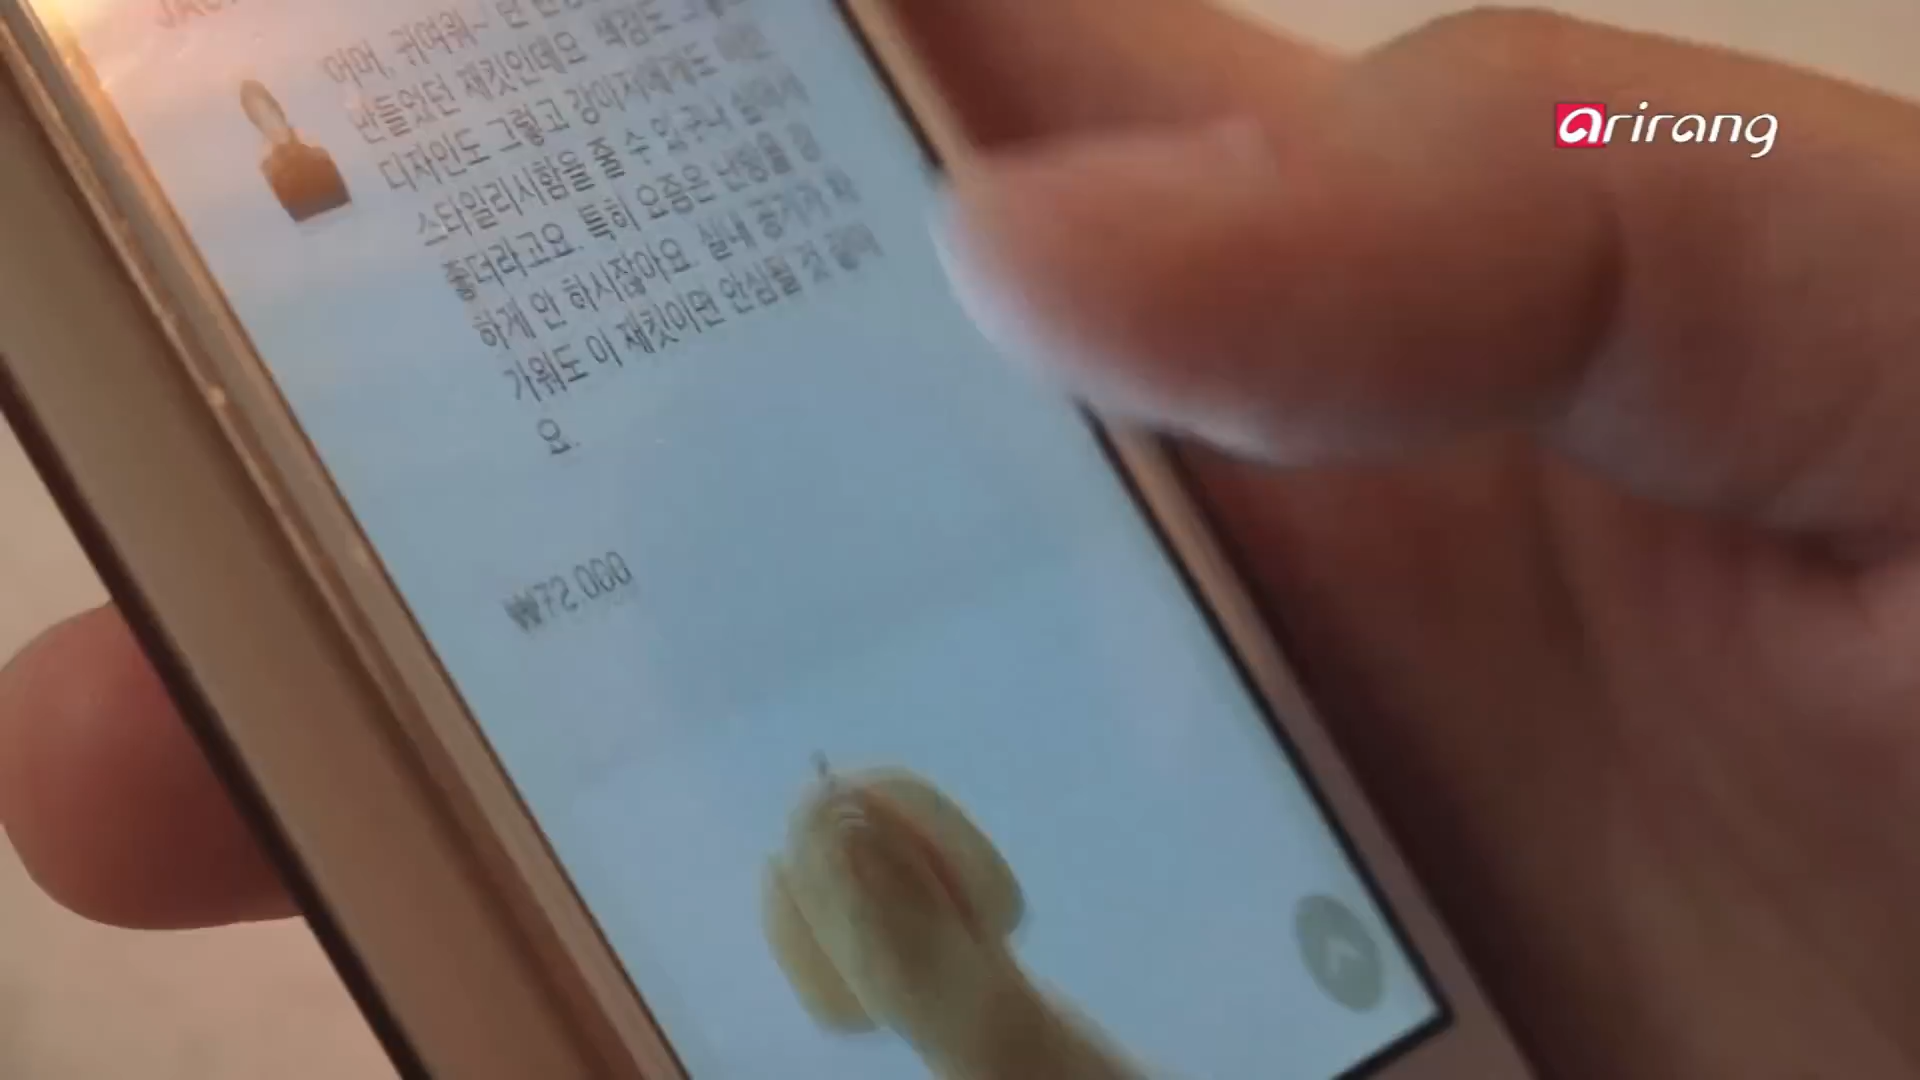 어머, 귀여워~
만들었던 재킷인데요 색감도
디자인도 그렇고 강아지에게도
스타일리시함을 줄 수 있구나 싶어서
좋더라고요. 특히 요즘은 난방을
하게 안 하시잖아요. 실내 공기가 차
가워도 이 재킷이면 안심될 것 같아
요.
₩72,000
arirang